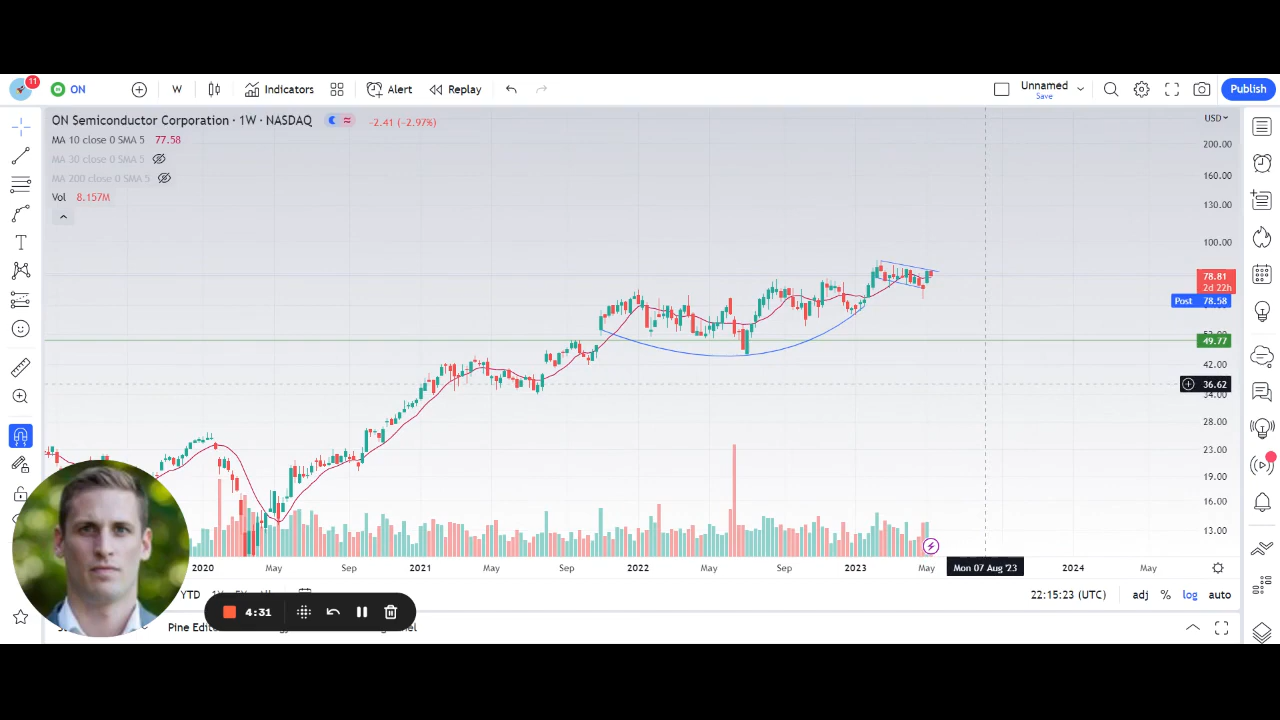 11
ON
W
Indicators
Alert
Replay
Unnamed
Save
Publish
ON Semiconductor Corporation · 1W · NASDAQ
−2.41 (−2.97%)
USD
MA 10 close 0 SMA 5 77.58
MA 30 close 0 SMA 5
MA 200 close 0 SMA 5
Vol 8.157M
200.00
160.00
130.00
100.00
78.81
2d 22h
Post 78.58
49.77
42.00
36.62
34.00
28.00
23.00
19.00
16.00
13.00
2020
May
Sep
2021
May
Sep
2022
May
Sep
2023
May
Mon 07 Aug '23
2024
May
YTD
22:15:23 (UTC)
adj
%
log
auto
4:31